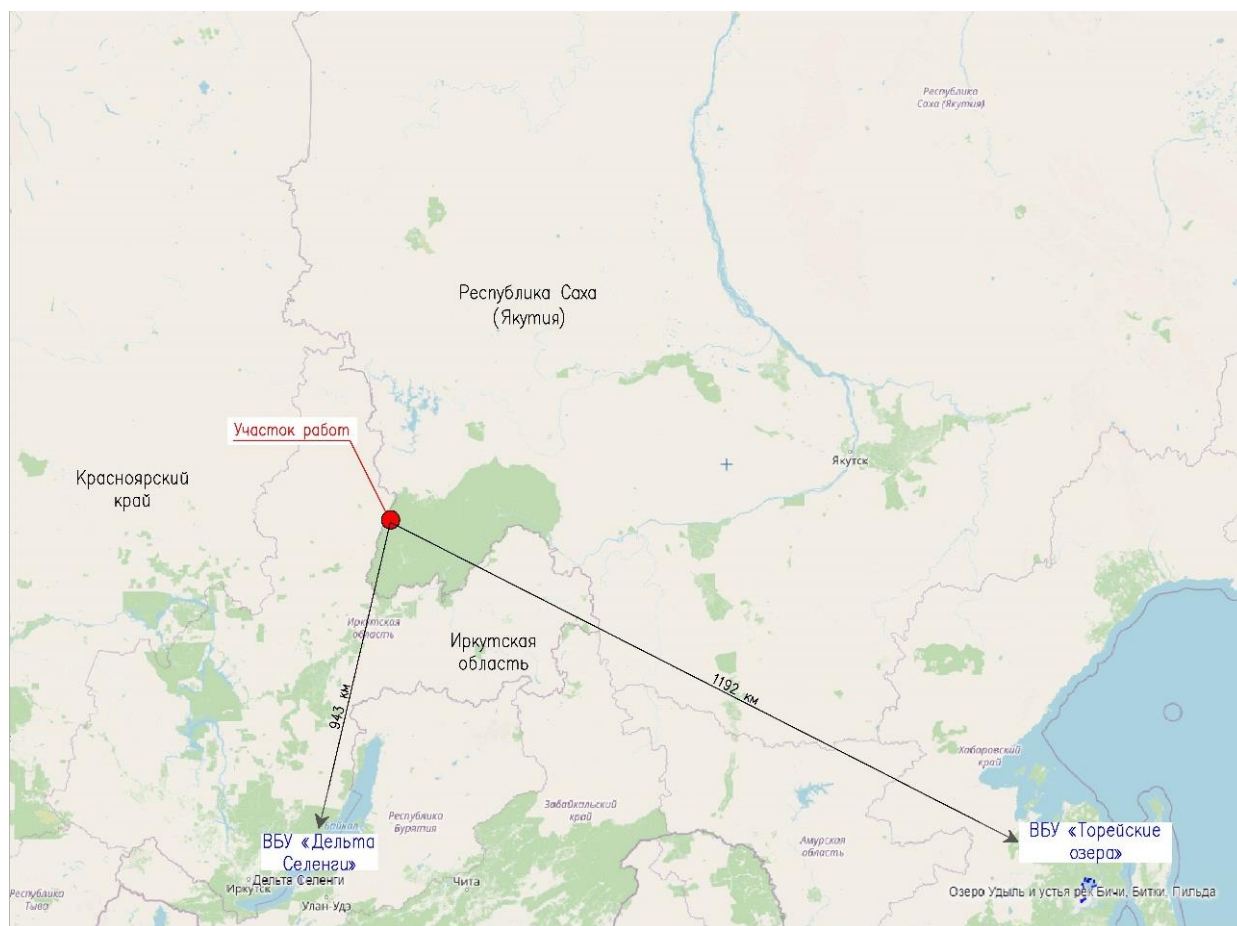 Республика
Саха (Якутия)
Республика Саха
(Якутия)
Участок работ
Якутск
Красноярский
край
Иркутская
область
Иркутская
область
1192 км
943 км
Хабаровский
край
Забайкальский
край
Республика
Бурятия
Байкал
Амурская
область
ВБУ «Торейские
озера»
ВБУ «Дельта
Селенги»
Дельта Селенги
Иркутск
Чита
Республика
Тыва
Улан-Удэ
Озеро Удыль и устья рек Бичи, Битки, Пильда